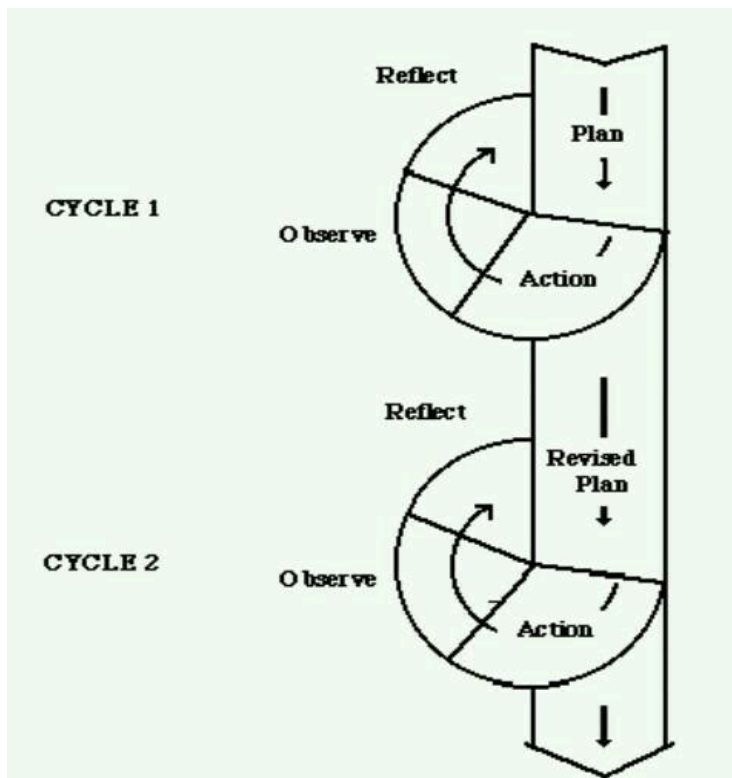 Reflect
Plan
CYCLE 1
Observe
Action
Reflect
Revised
Plan
CYCLE 2
Observe
Action